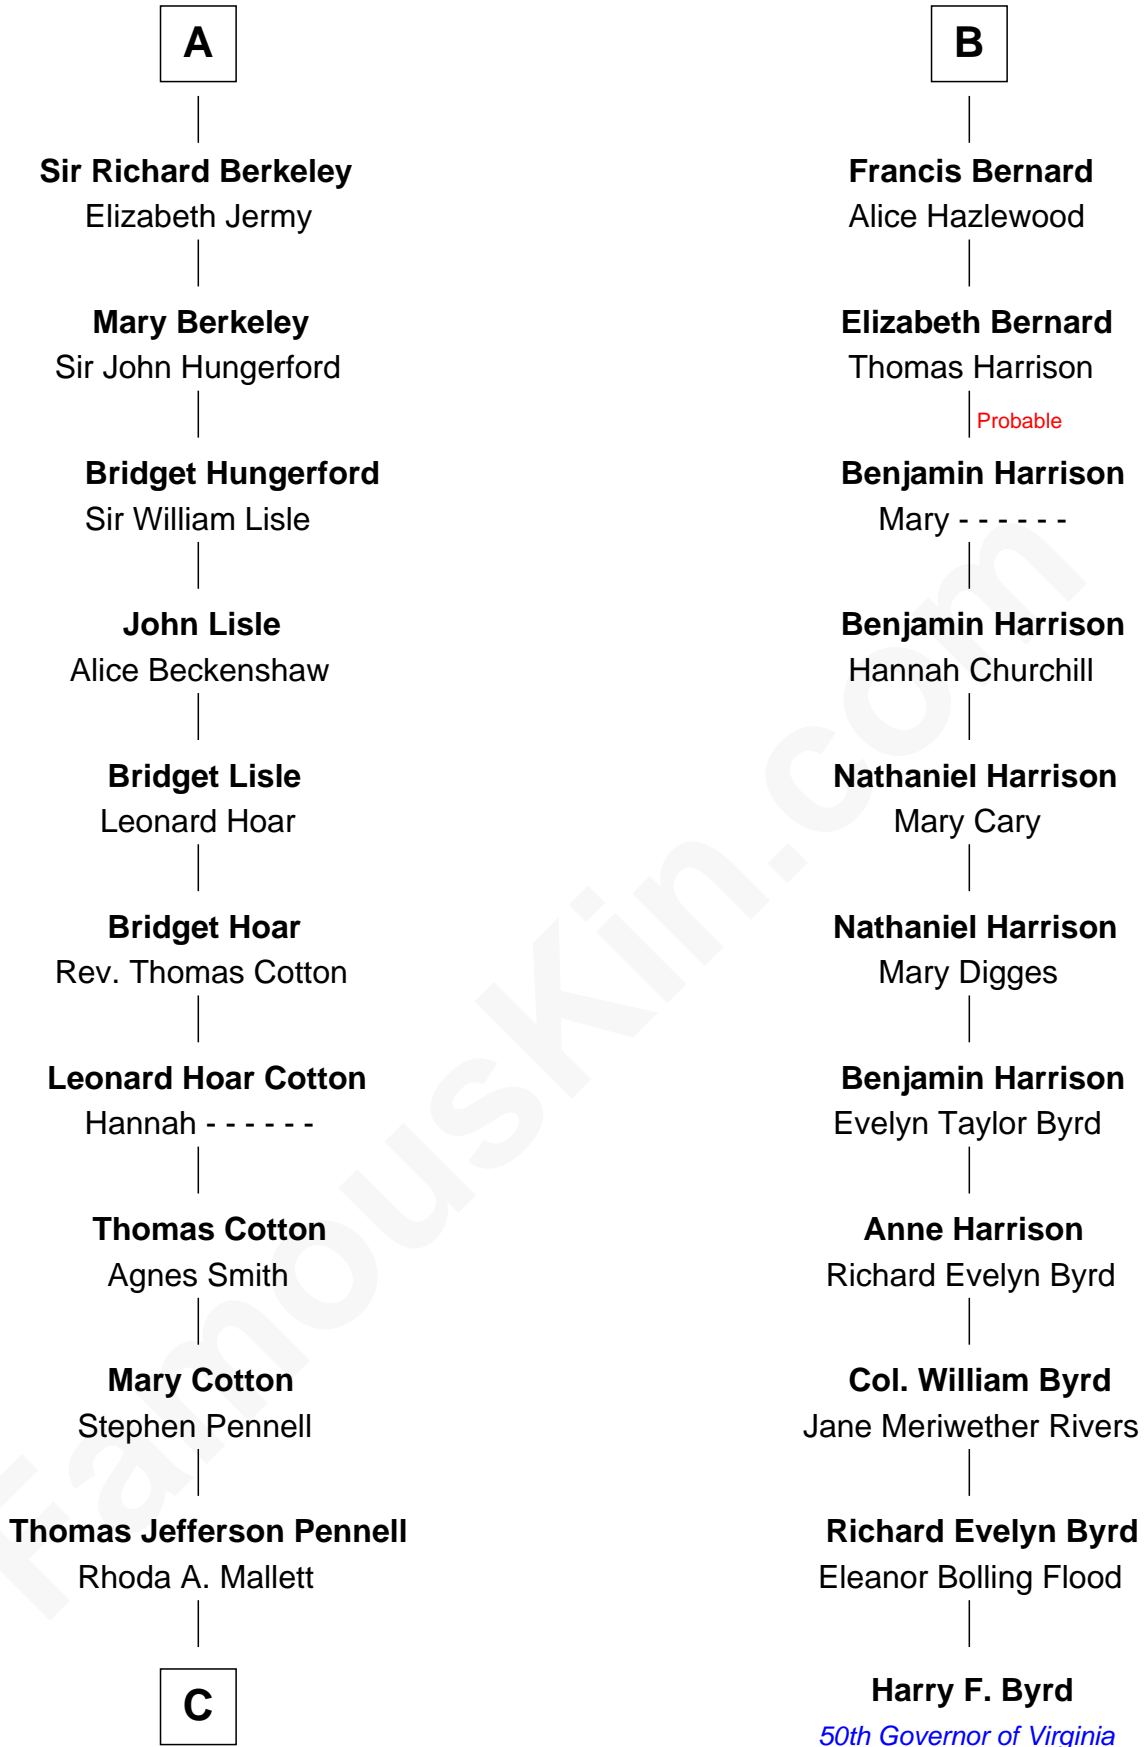 A
Sir Richard Berkeley
Elizabeth Jermy
Mary Berkeley
Sir John Hungerford
Bridget Hungerford
Sir William Lisle
John Lisle
Alice Beckenshaw
Bridget Lisle
Leonard Hoar
Bridget Hoar
Rev. Thomas Cotton
Leonard Hoar Cotton
Hannah - - - - - -
Thomas Cotton
Agnes Smith
Mary Cotton
Stephen Pennell
Thomas Jefferson Pennell
Rhoda A. Mallett
C
B
Francis Bernard
Alice Hazlewood
Elizabeth Bernard
Thomas Harrison
Probable
Benjamin Harrison
Mary - - - - - -
Benjamin Harrison
Hannah Churchill
Nathaniel Harrison
Mary Cary
Nathaniel Harrison
Mary Digges
Benjamin Harrison
Evelyn Taylor Byrd
Anne Harrison
Richard Evelyn Byrd
Col. William Byrd
Jane Meriwether Rivers
Richard Evelyn Byrd
Eleanor Bolling Flood
Harry F. Byrd
50th Governor of Virginia
FamousKin.com